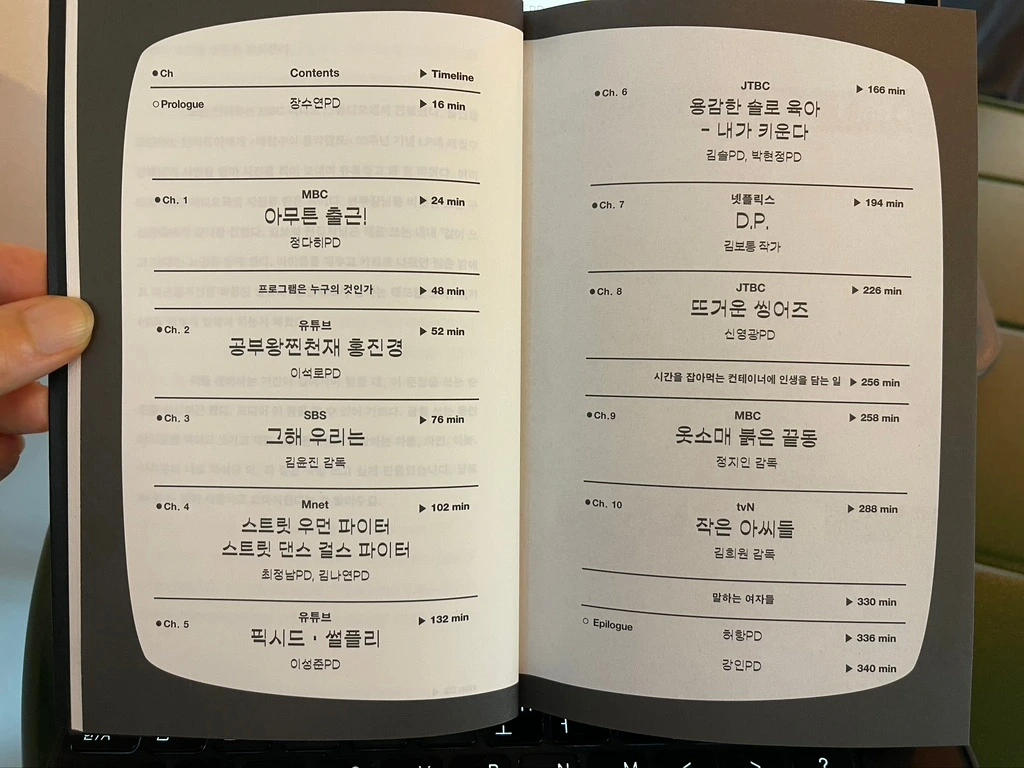 ● Ch Contents ▶ Timeline
○ Prologue 장수연PD ▶ 16 min
● Ch. 1 MBC ▶ 24 min
아무튼 출근!
정다히PD
프로그램은 누구의 것인가 ▶ 48 min
● Ch. 2 유튜브 ▶ 52 min
공부왕찐천재 홍진경
이석로PD
● Ch. 3 SBS ▶ 76 min
그해 우리는
김윤진 감독
● Ch. 4 Mnet ▶ 102 min
스트릿 우먼 파이터
스트릿 댄스 걸스 파이터
최정남PD, 김나연PD
● Ch. 5 유튜브 ▶ 132 min
픽시드·썰플리
이성준PD
● Ch. 6 JTBC ▶ 166 min
용감한 솔로 육아
- 내가 키운다
김솔PD, 박현정PD
● Ch. 7 넷플릭스 ▶ 194 min
D.P.
김보통 작가
● Ch. 8 JTBC ▶ 226 min
뜨거운 씽어즈
신영광PD
시간을 잡아먹는 컨테이너에 인생을 담는 일 ▶ 256 min
● Ch.9 MBC ▶ 258 min
옷소매 붉은 끝동
정지인 감독
● Ch. 10 tvN ▶ 288 min
작은 아씨들
김희원 감독
말하는 여자들 ▶ 330 min
○ Epilogue 허항PD ▶ 336 min
강인PD ▶ 340 min